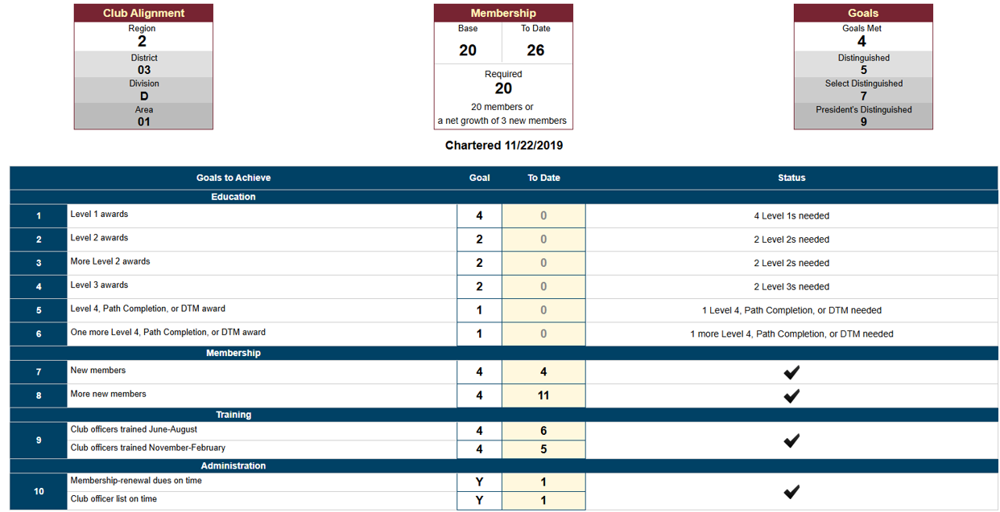 Club Alignment
Region
2
District
03
Division
D
Area
01
Membership
Base To Date
20 26
Required
20
20 members or
a net growth of 3 new members
Goals
Goals Met
4
Distinguished
5
Select Distinguished
7
President's Distinguished
9
Chartered 11/22/2019
Goals to Achieve Goal To Date Status
Education
1 Level 1 awards 4 0 4 Level 1s needed
2 Level 2 awards 2 0 2 Level 2s needed
3 More Level 2 awards 2 0 2 Level 2s needed
4 Level 3 awards 2 0 2 Level 3s needed
5 Level 4, Path Completion, or DTM award 1 0 1 Level 4, Path Completion, or DTM needed
6 One more Level 4, Path Completion, or DTM award 1 0 1 more Level 4, Path Completion, or DTM needed
Membership
7 New members 4 4
8 More new members 4 11
Training
9
Club officers trained June-August 4 6
Club officers trained November-February 4 5
Administration
10
Membership-renewal dues on time Y 1
Club officer list on time Y 1